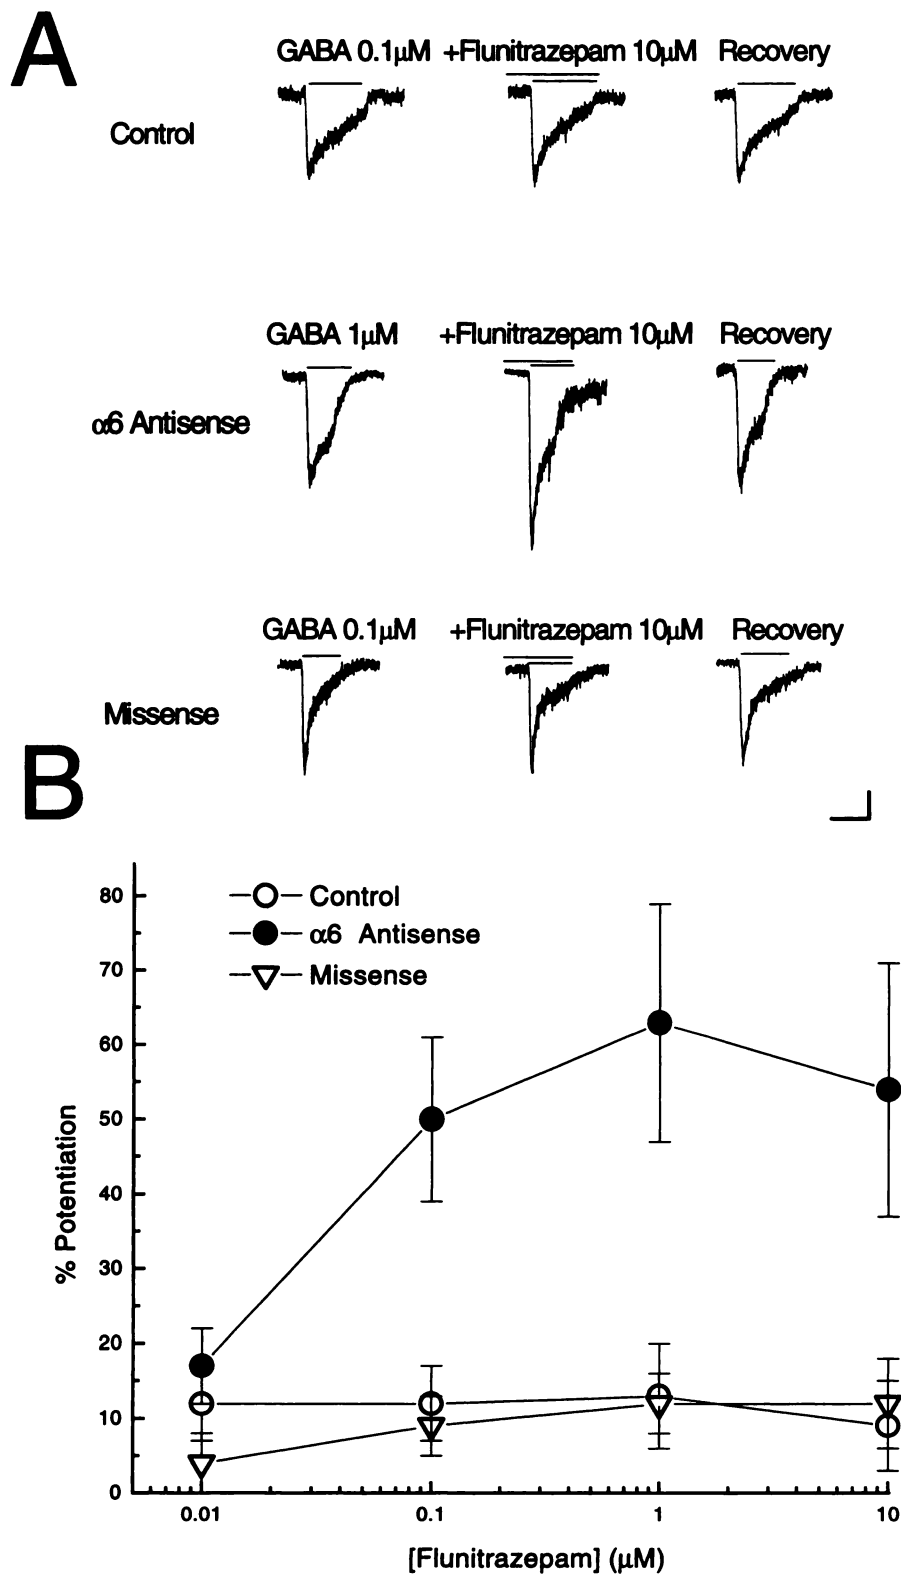 A
GABA 0.1μM +Flunitrazepam 10μM Recovery
Control
GABA 1μM +Flunitrazepam 10μM Recovery
α6 Antisense
GABA 0.1μM +Flunitrazepam 10μM Recovery
Missense
B
Control
α6 Antisense
Missense
80
70
60
50
40
30
20
10
0
% Potentiation
0.01 0.1 1 10
[Flunitrazepam] (μM)